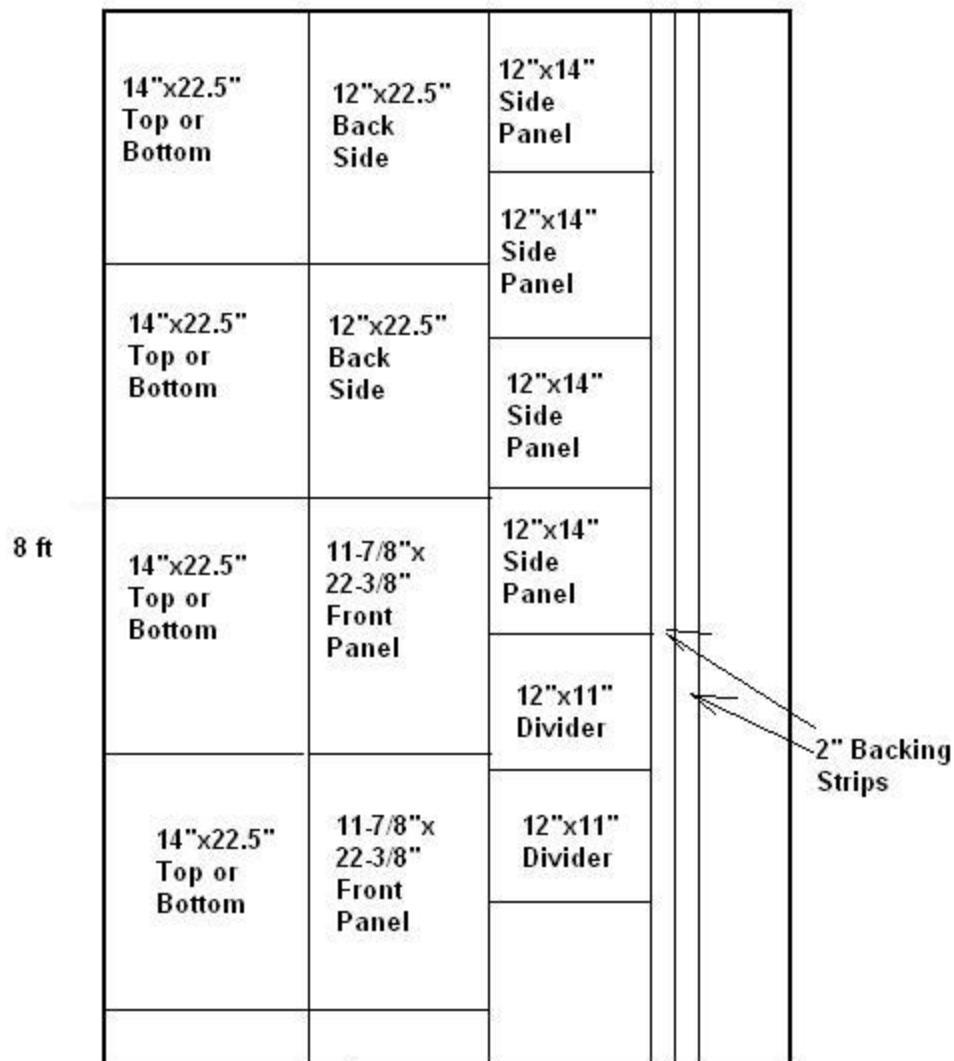 14"x22.5"
Top or
Bottom
12"x22.5"
Back
Side
12"x14"
Side
Panel
12"x14"
Side
Panel
14"x22.5"
Top or
Bottom
12"x22.5"
Back
Side
12"x14"
Side
Panel
8 ft
14"x22.5"
Top or
Bottom
11-7/8"x
22-3/8"
Front
Panel
12"x14"
Side
Panel
12"x11"
Divider
2" Backing
Strips
14"x22.5"
Top or
Bottom
11-7/8"x
22-3/8"
Front
Panel
12"x11"
Divider